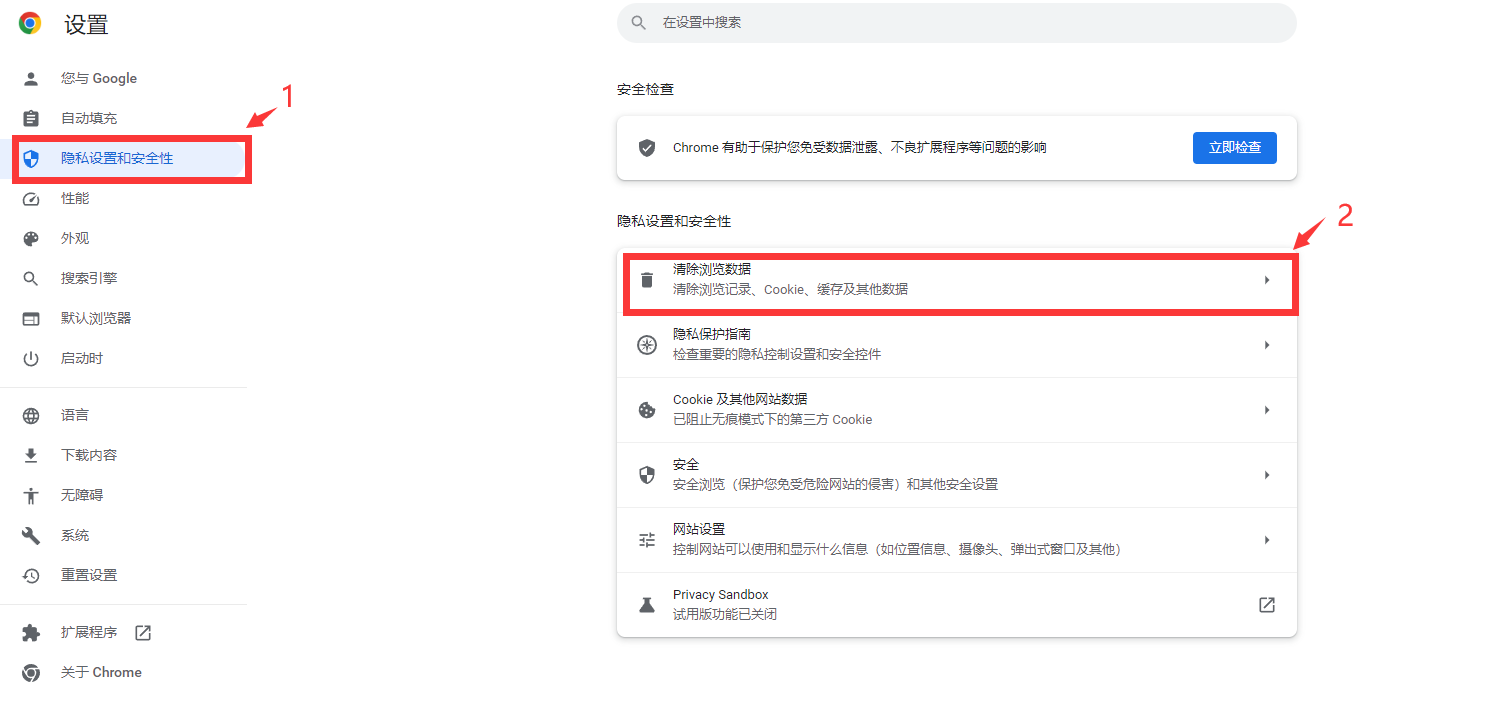 设置
您与 Google
自动填充
隐私设置和安全性
性能
外观
搜索引擎
默认浏览器
启动时
语言
下载内容
无障碍
系统
重置设置
扩展程序
关于 Chrome
1
在设置中搜索
安全检查
Chrome 有助于保护您免受数据泄露、不良扩展程序等问题的影响
立即检查
隐私设置和安全性
2
清除浏览数据
清除浏览记录、Cookie、缓存及其他数据
隐私保护指南
检查重要的隐私控制设置和安全控件
Cookie 及其他网站数据
已阻止无痕模式下的第三方 Cookie
安全
安全浏览（保护您免受危险网站的侵害）和其他安全设置
网站设置
控制网站可以使用和显示什么信息（如位置信息、摄像头、弹出式窗口及其他）
Privacy Sandbox
试用版功能已关闭